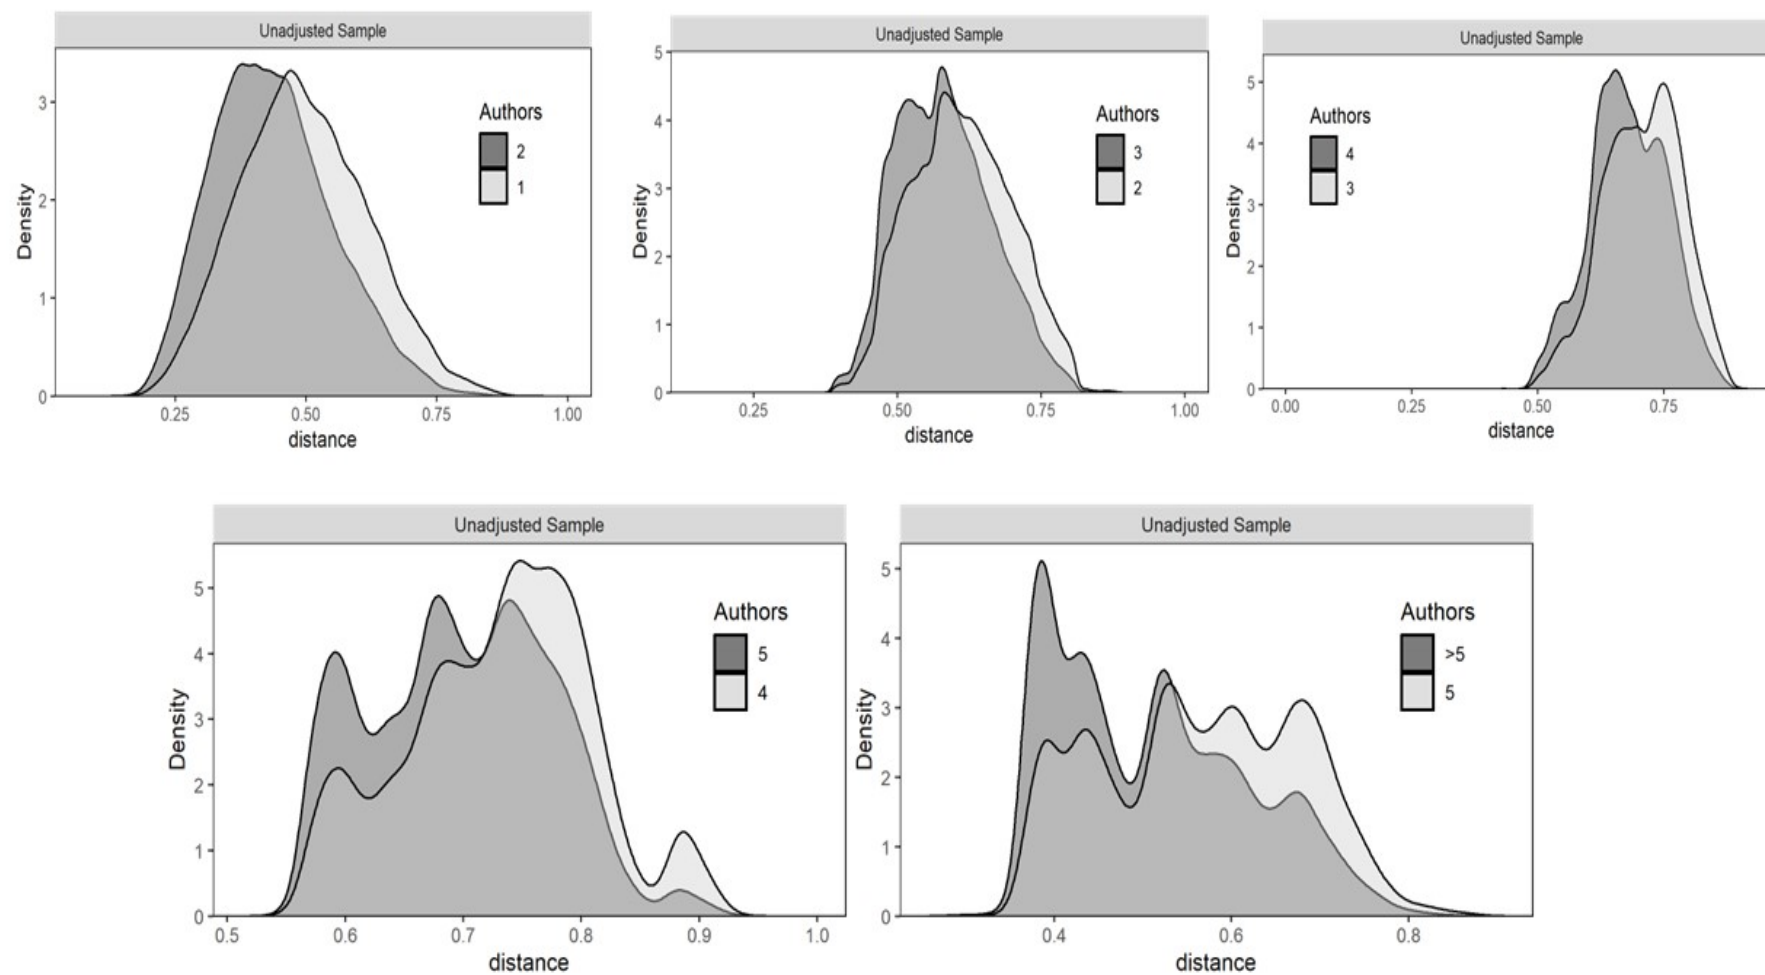 Unadjusted Sample
3
2
1
0
Density
0.25 0.50 0.75 1.00
distance
Authors
2
1
Unadjusted Sample
5
4
3
2
1
0
Density
0.25 0.50 0.75 1.00
distance
Authors
3
2
Unadjusted Sample
5
4
3
2
1
0
Density
0.00 0.25 0.50 0.75
distance
Authors
4
3
Unadjusted Sample
5
4
3
2
1
0
Density
0.5 0.6 0.7 0.8 0.9 1.0
distance
Authors
5
4
Unadjusted Sample
5
4
3
2
1
0
Density
0.4 0.6 0.8
distance
Authors
>5
5